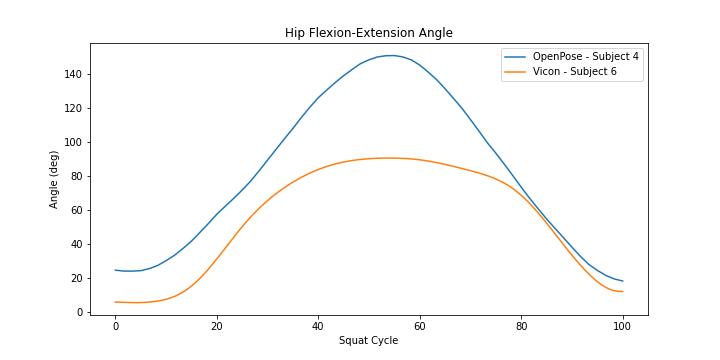 Hip Flexion-Extension Angle
OpenPose - Subject 4
Vicon - Subject 6
Angle (deg)
140
120
100
80
60
40
20
0
0 20 40 60 80 100
Squat Cycle